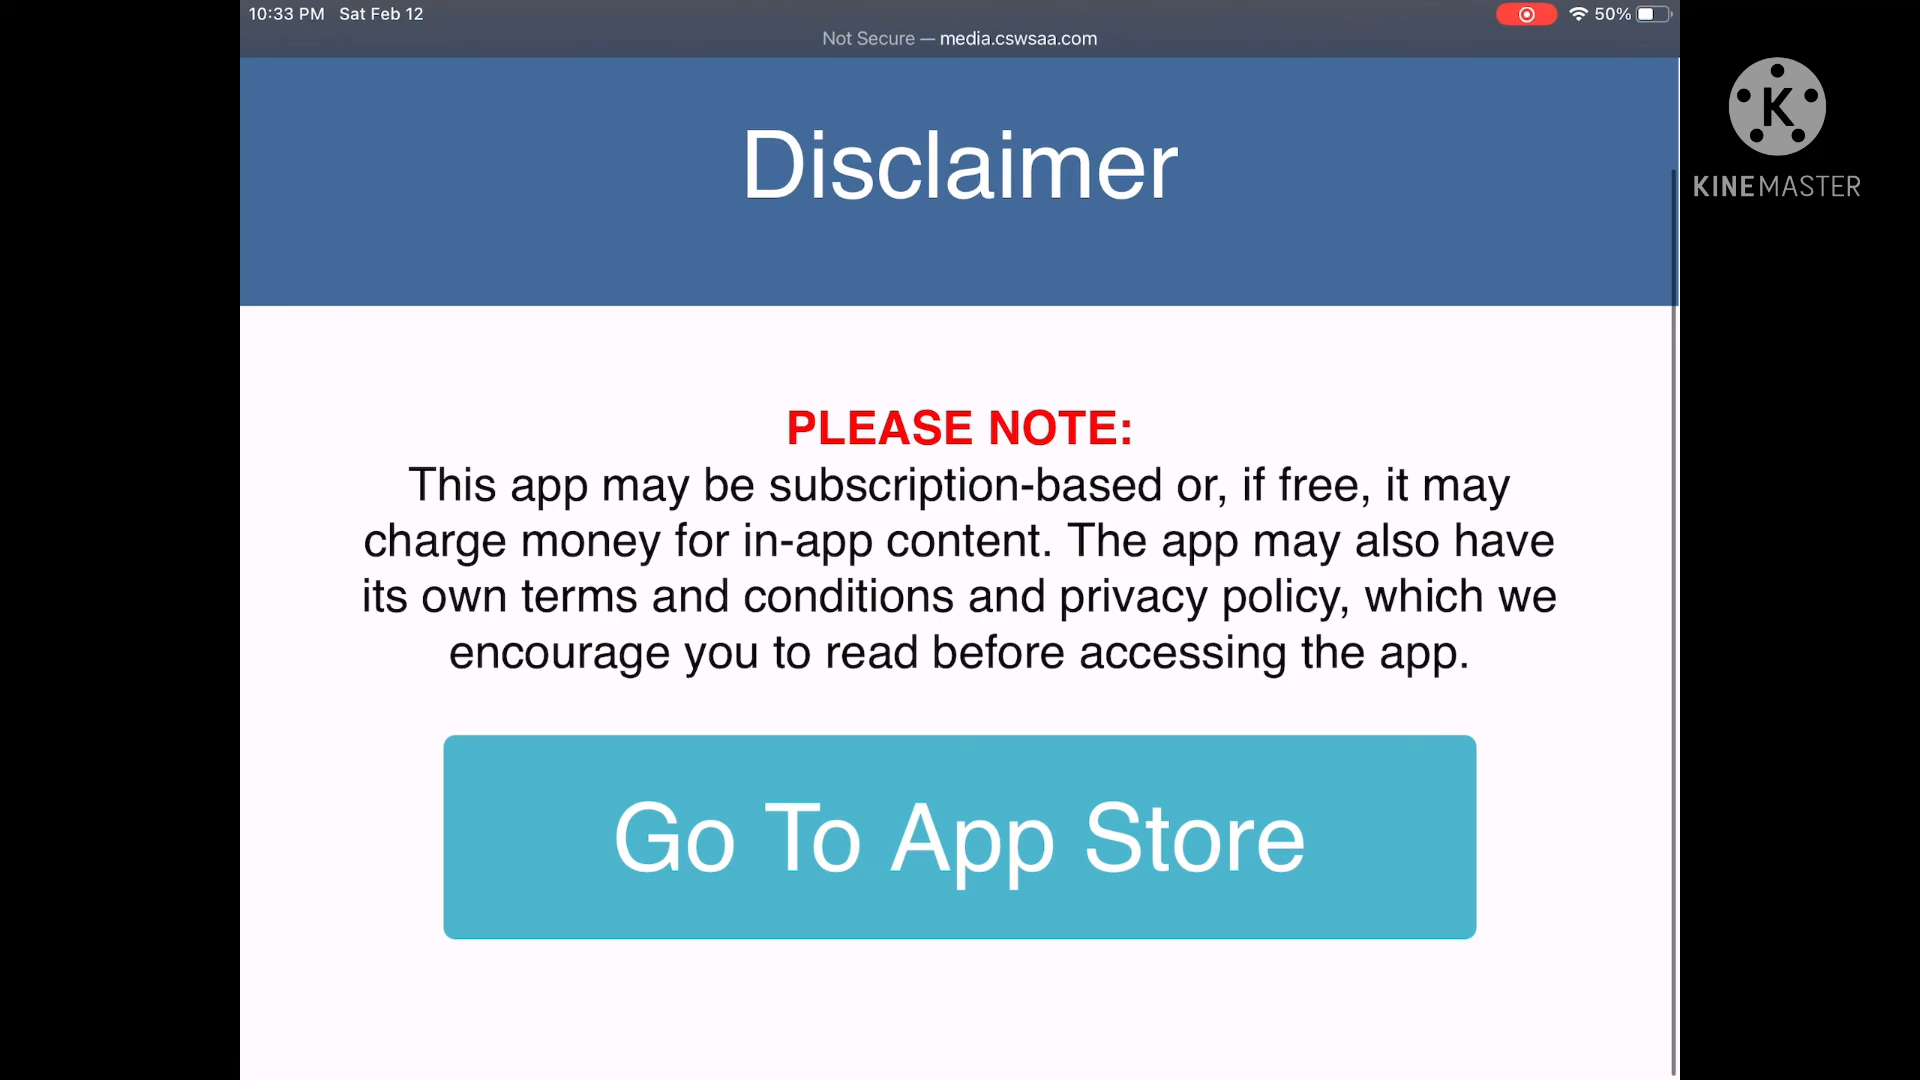 10:33 PM Sat Feb 12
50%
Not Secure — media.cswsaa.com
K
KINEMASTER
Disclaimer
PLEASE NOTE:
This app may be subscription-based or, if free, it may
charge money for in-app content. The app may also have
its own terms and conditions and privacy policy, which we
encourage you to read before accessing the app.
Go To App Store